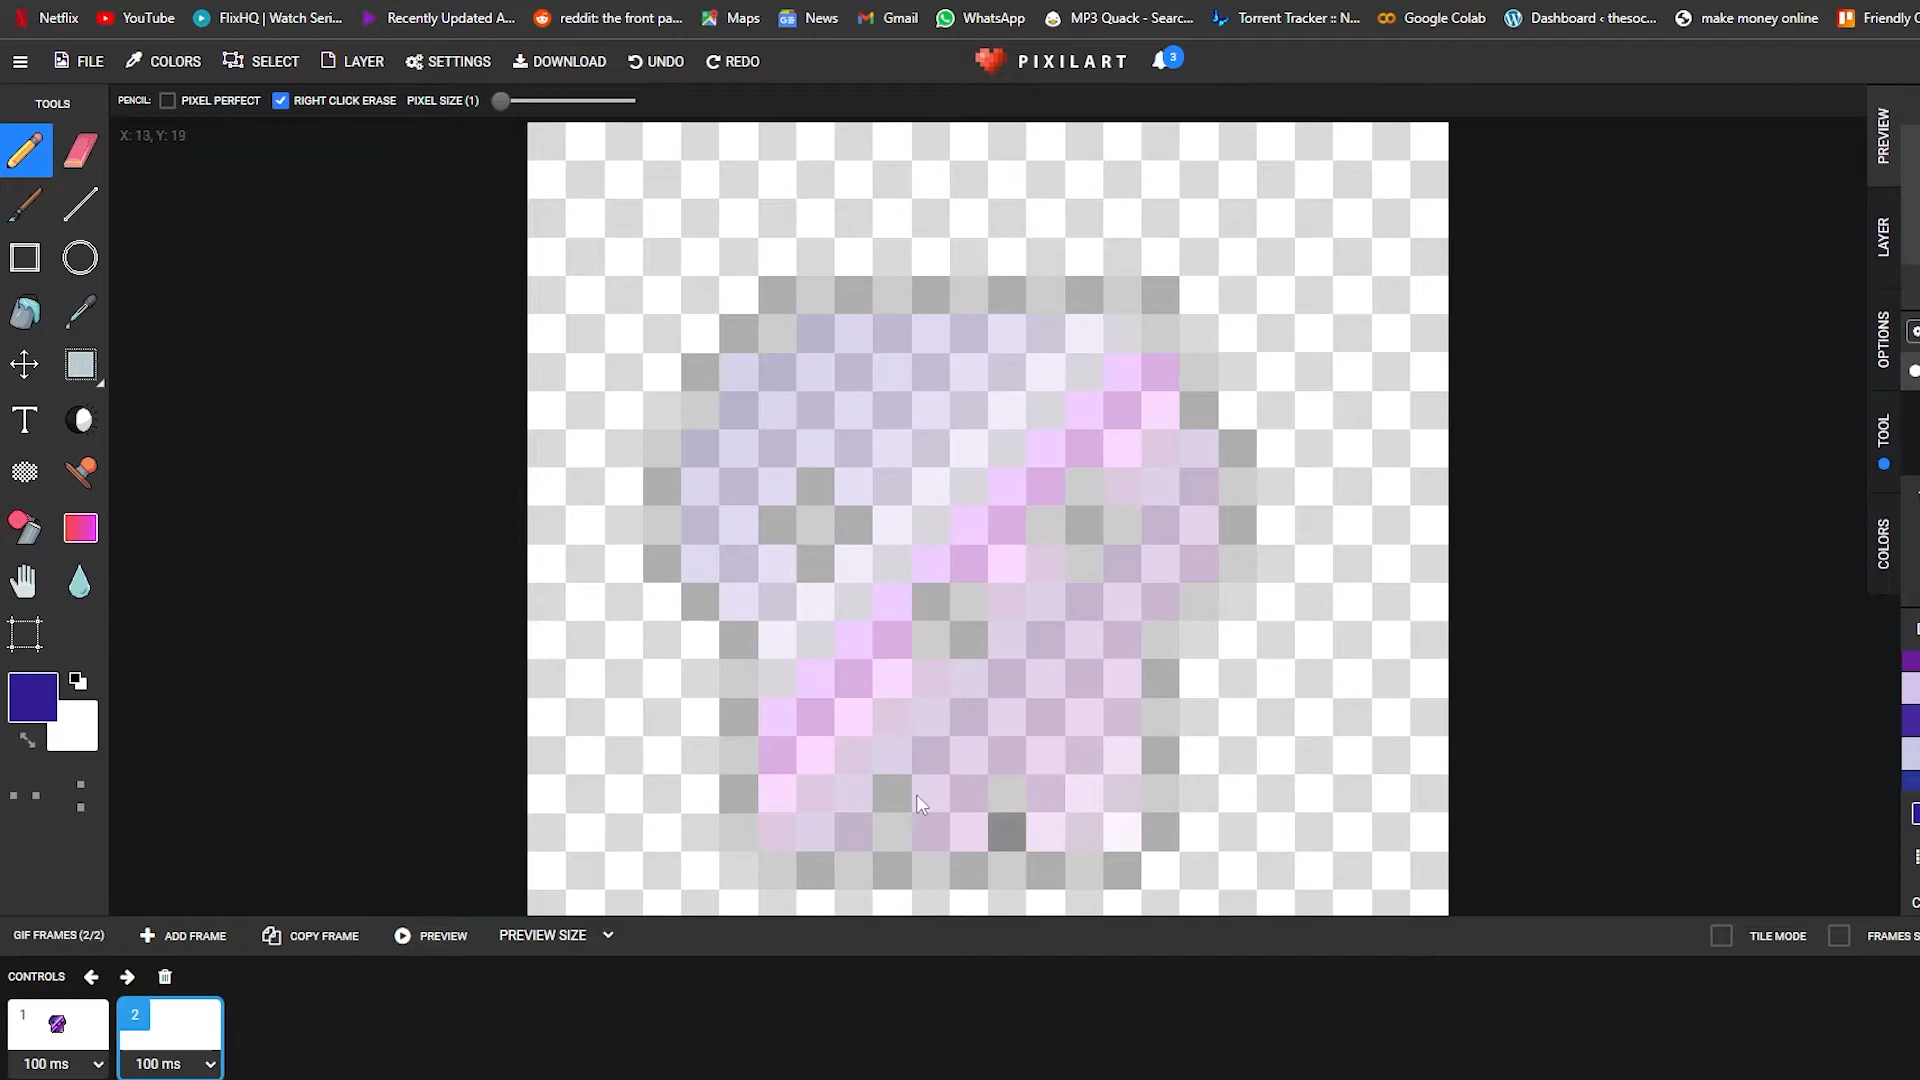 Netflix YouTube FlixHQ | Watch Seri... Recently Updated A... reddit: the front pa... Maps News Gmail WhatsApp MP3 Quack - Searc... Torrent Tracker :: N... Google Colab Dashboard ‹ thesoc... make money online Friendly C
FILE COLORS SELECT LAYER SETTINGS DOWNLOAD UNDO REDO PIXILART 3
TOOLS PENCIL: PIXEL PERFECT RIGHT CLICK ERASE PIXEL SIZE (1)
X: 13, Y: 19
T
PREVIEW
LAYER
OPTIONS
TOOL
COLORS
GIF FRAMES (2/2) ADD FRAME COPY FRAME PREVIEW PREVIEW SIZE TILE MODE FRAMES S
CONTROLS
1 2
100 ms 100 ms